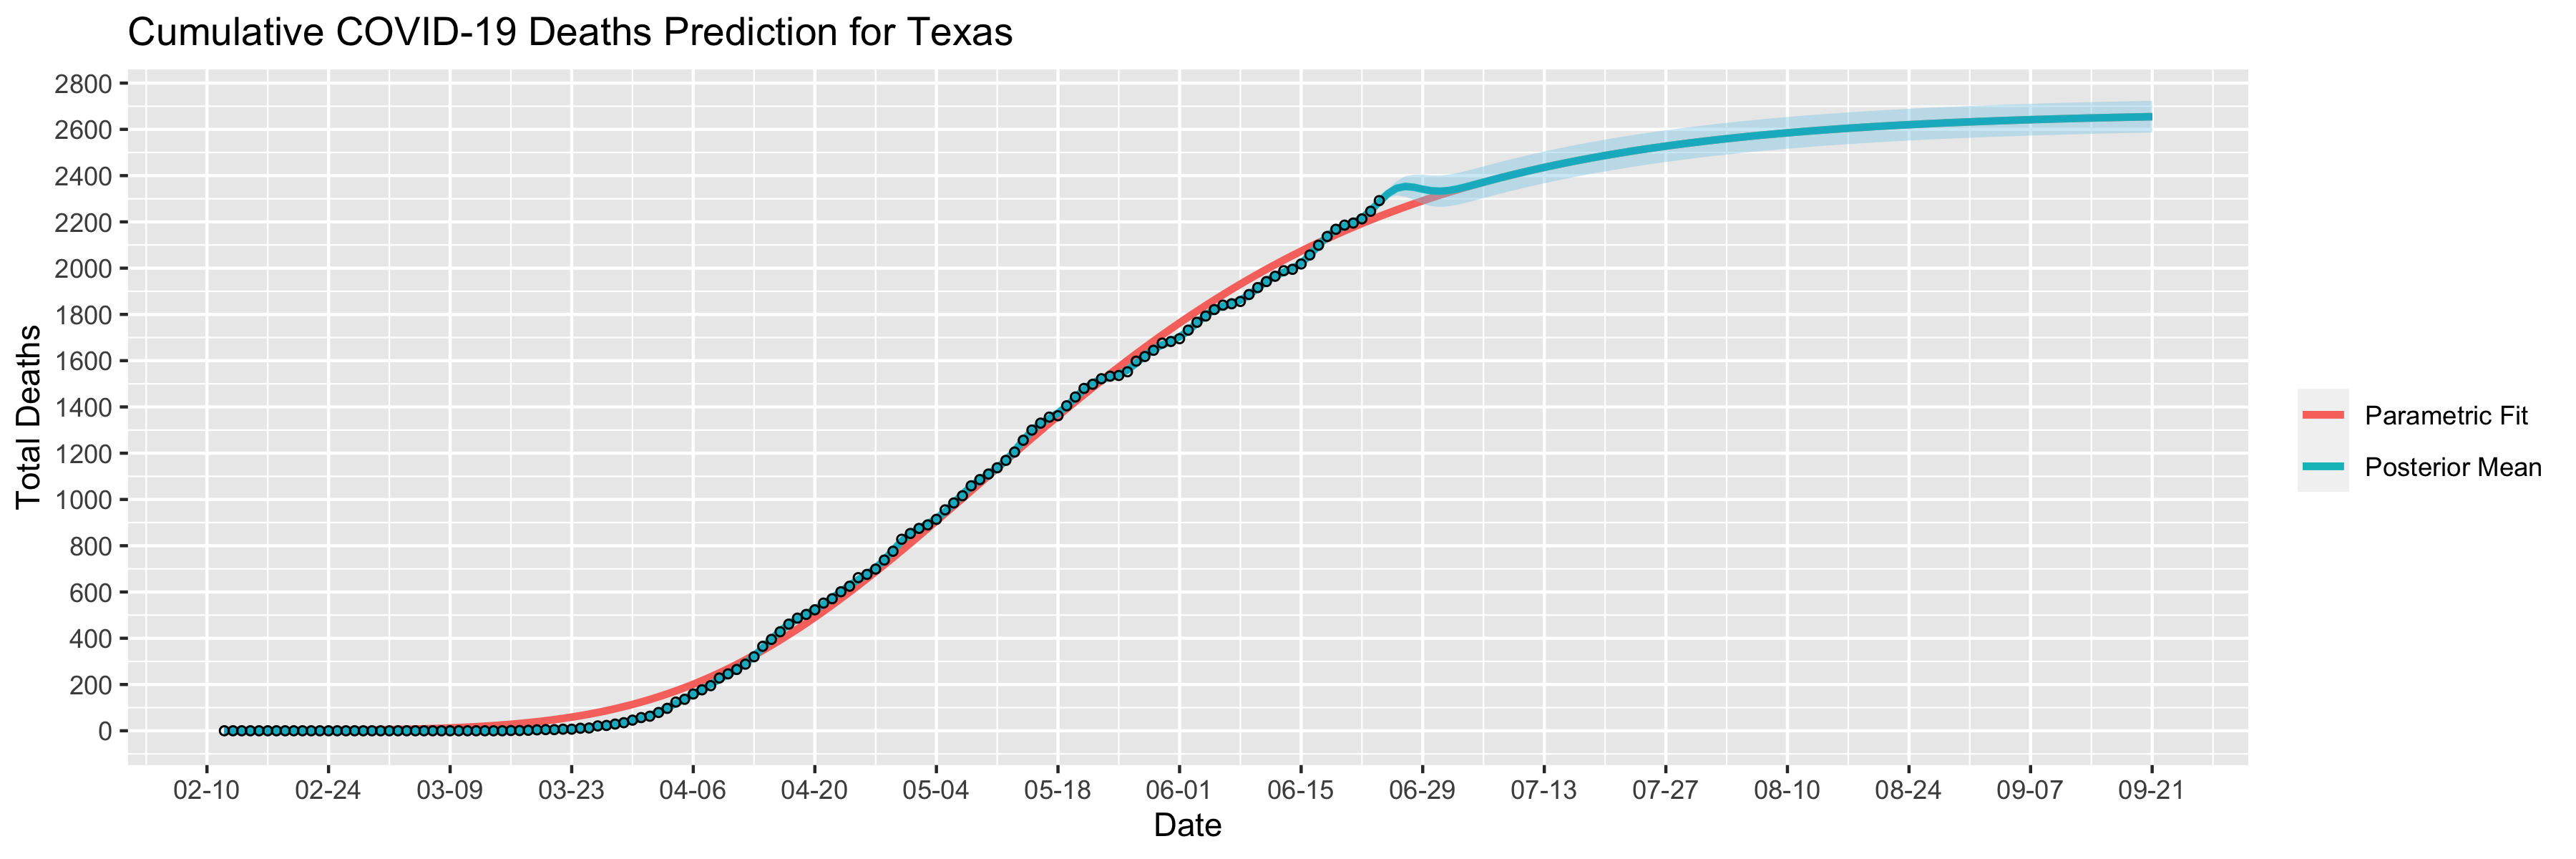 Cumulative COVID-19 Deaths Prediction for Texas
2800
2600
2400
2200
2000
1800
1600
1400
1200
1000
800
600
400
200
0
Total Deaths
02-10 02-24 03-09 03-23 04-06 04-20 05-04 05-18 06-01 06-15 06-29 07-13 07-27 08-10 08-24 09-07 09-21
Date
Parametric Fit
Posterior Mean